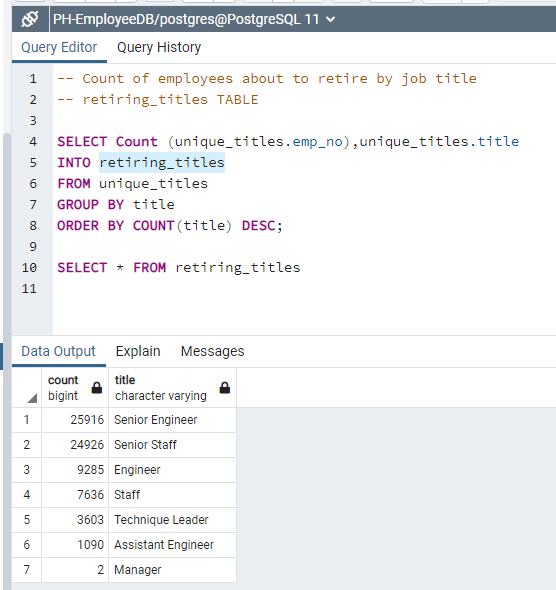 PH-EmployeeDB/postgres@PostgreSQL 11
Query Editor Query History
1 -- Count of employees about to retire by job title
2 -- retiring_titles TABLE
3
4 SELECT Count (unique_titles.emp_no),unique_titles.title
5 INTO retiring_titles
6 FROM unique_titles
7 GROUP BY title
8 ORDER BY COUNT(title) DESC;
9
10 SELECT * FROM retiring_titles
11
Data Output Explain Messages
count title
bigint character varying
1 25916 Senior Engineer
2 24926 Senior Staff
3 9285 Engineer
4 7636 Staff
5 3603 Technique Leader
6 1090 Assistant Engineer
7 2 Manager